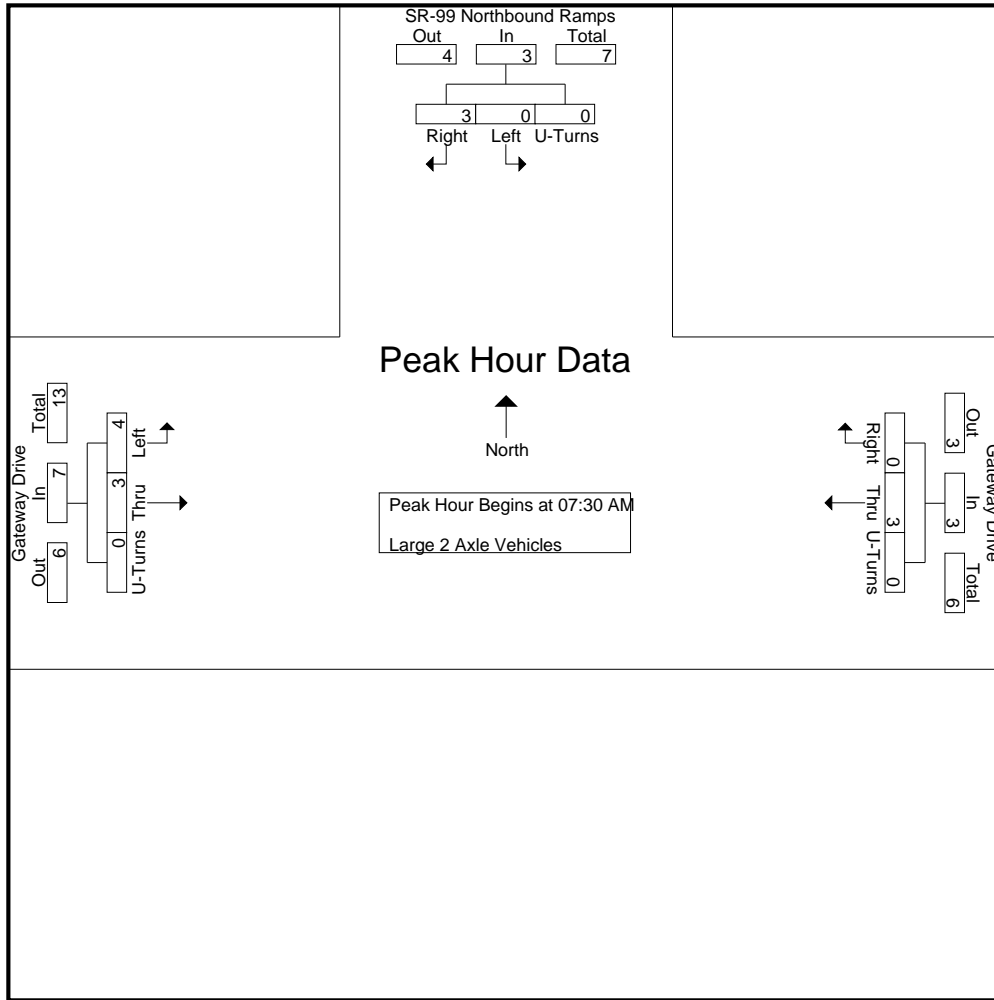 SR-99 Northbound Ramps
Out In Total
4 3 7
3 0 0
Right Left U-Turns
Peak Hour Data
North
Peak Hour Begins at 07:30 AM
Large 2 Axle Vehicles
Gateway Drive
Out In Total
6 7 13
4
3
0
Left
Thru
U-Turns
Gateway Drive
Out In Total
3 3 6
0
3
0
Right
Thru
U-Turns